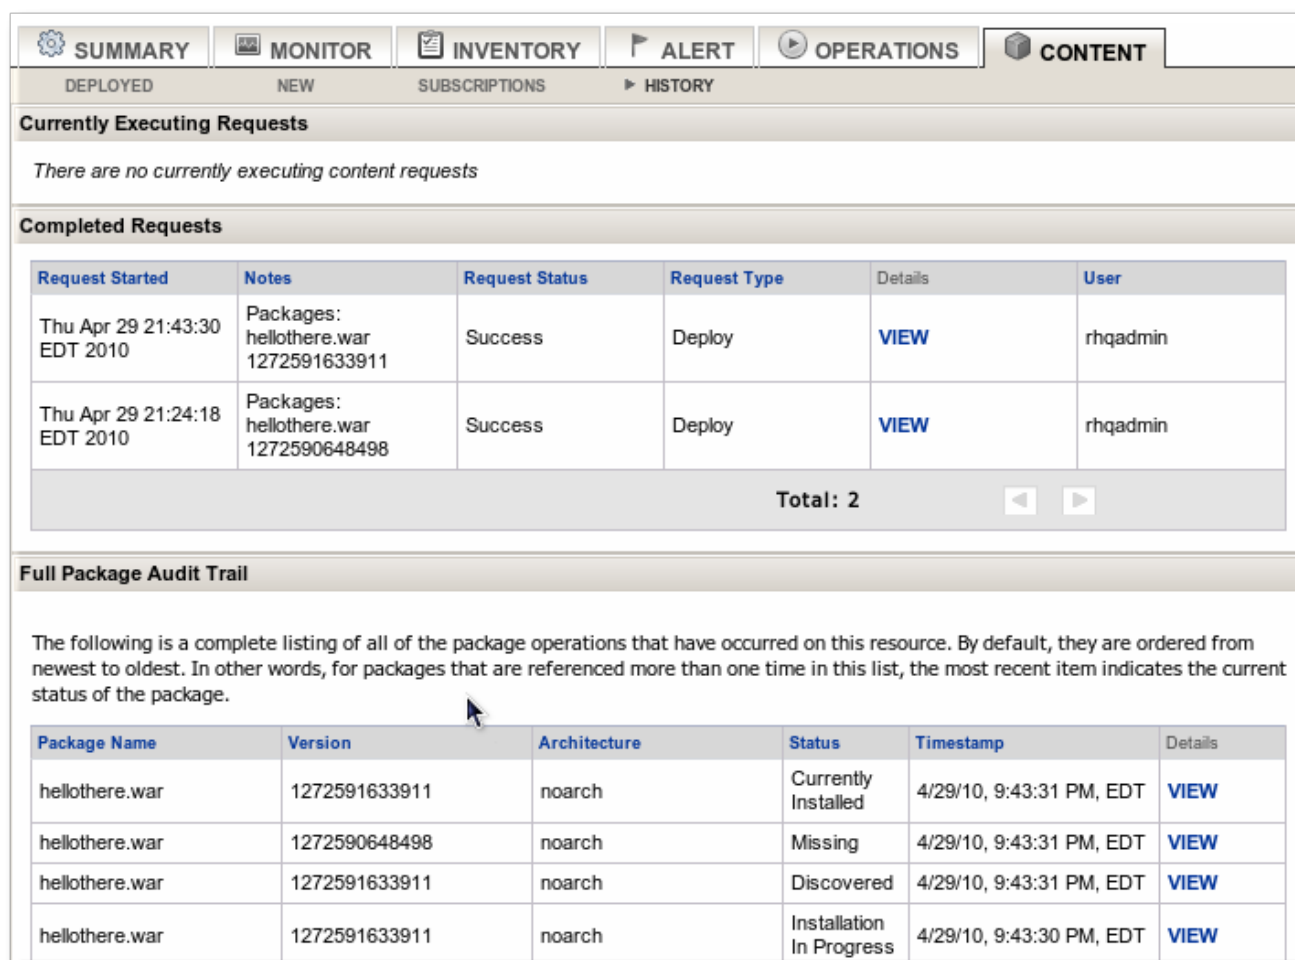 SUMMARY MONITOR INVENTORY ALERT OPERATIONS CONTENT
DEPLOYED NEW SUBSCRIPTIONS HISTORY
Currently Executing Requests
There are no currently executing content requests
Completed Requests
Request Started Notes Request Status Request Type Details User
Thu Apr 29 21:43:30
EDT 2010
Packages:
hellothere.war
1272591633911
Success
Deploy
VIEW
rhqadmin
Thu Apr 29 21:24:18
EDT 2010
Packages:
hellothere.war
1272590648498
Success
Deploy
VIEW
rhqadmin
Total: 2
Full Package Audit Trail
The following is a complete listing of all of the package operations that have occurred on this resource. By default, they are ordered from
newest to oldest. In other words, for packages that are referenced more than one time in this list, the most recent item indicates the current
status of the package.
Package Name Version Architecture Status Timestamp Details
hellothere.war 1272591633911 noarch
Currently
Installed
4/29/10, 9:43:31 PM, EDT VIEW
hellothere.war 1272590648498 noarch Missing 4/29/10, 9:43:31 PM, EDT VIEW
hellothere.war 1272591633911 noarch Discovered 4/29/10, 9:43:31 PM, EDT VIEW
hellothere.war 1272591633911 noarch
Installation
In Progress
4/29/10, 9:43:30 PM, EDT VIEW